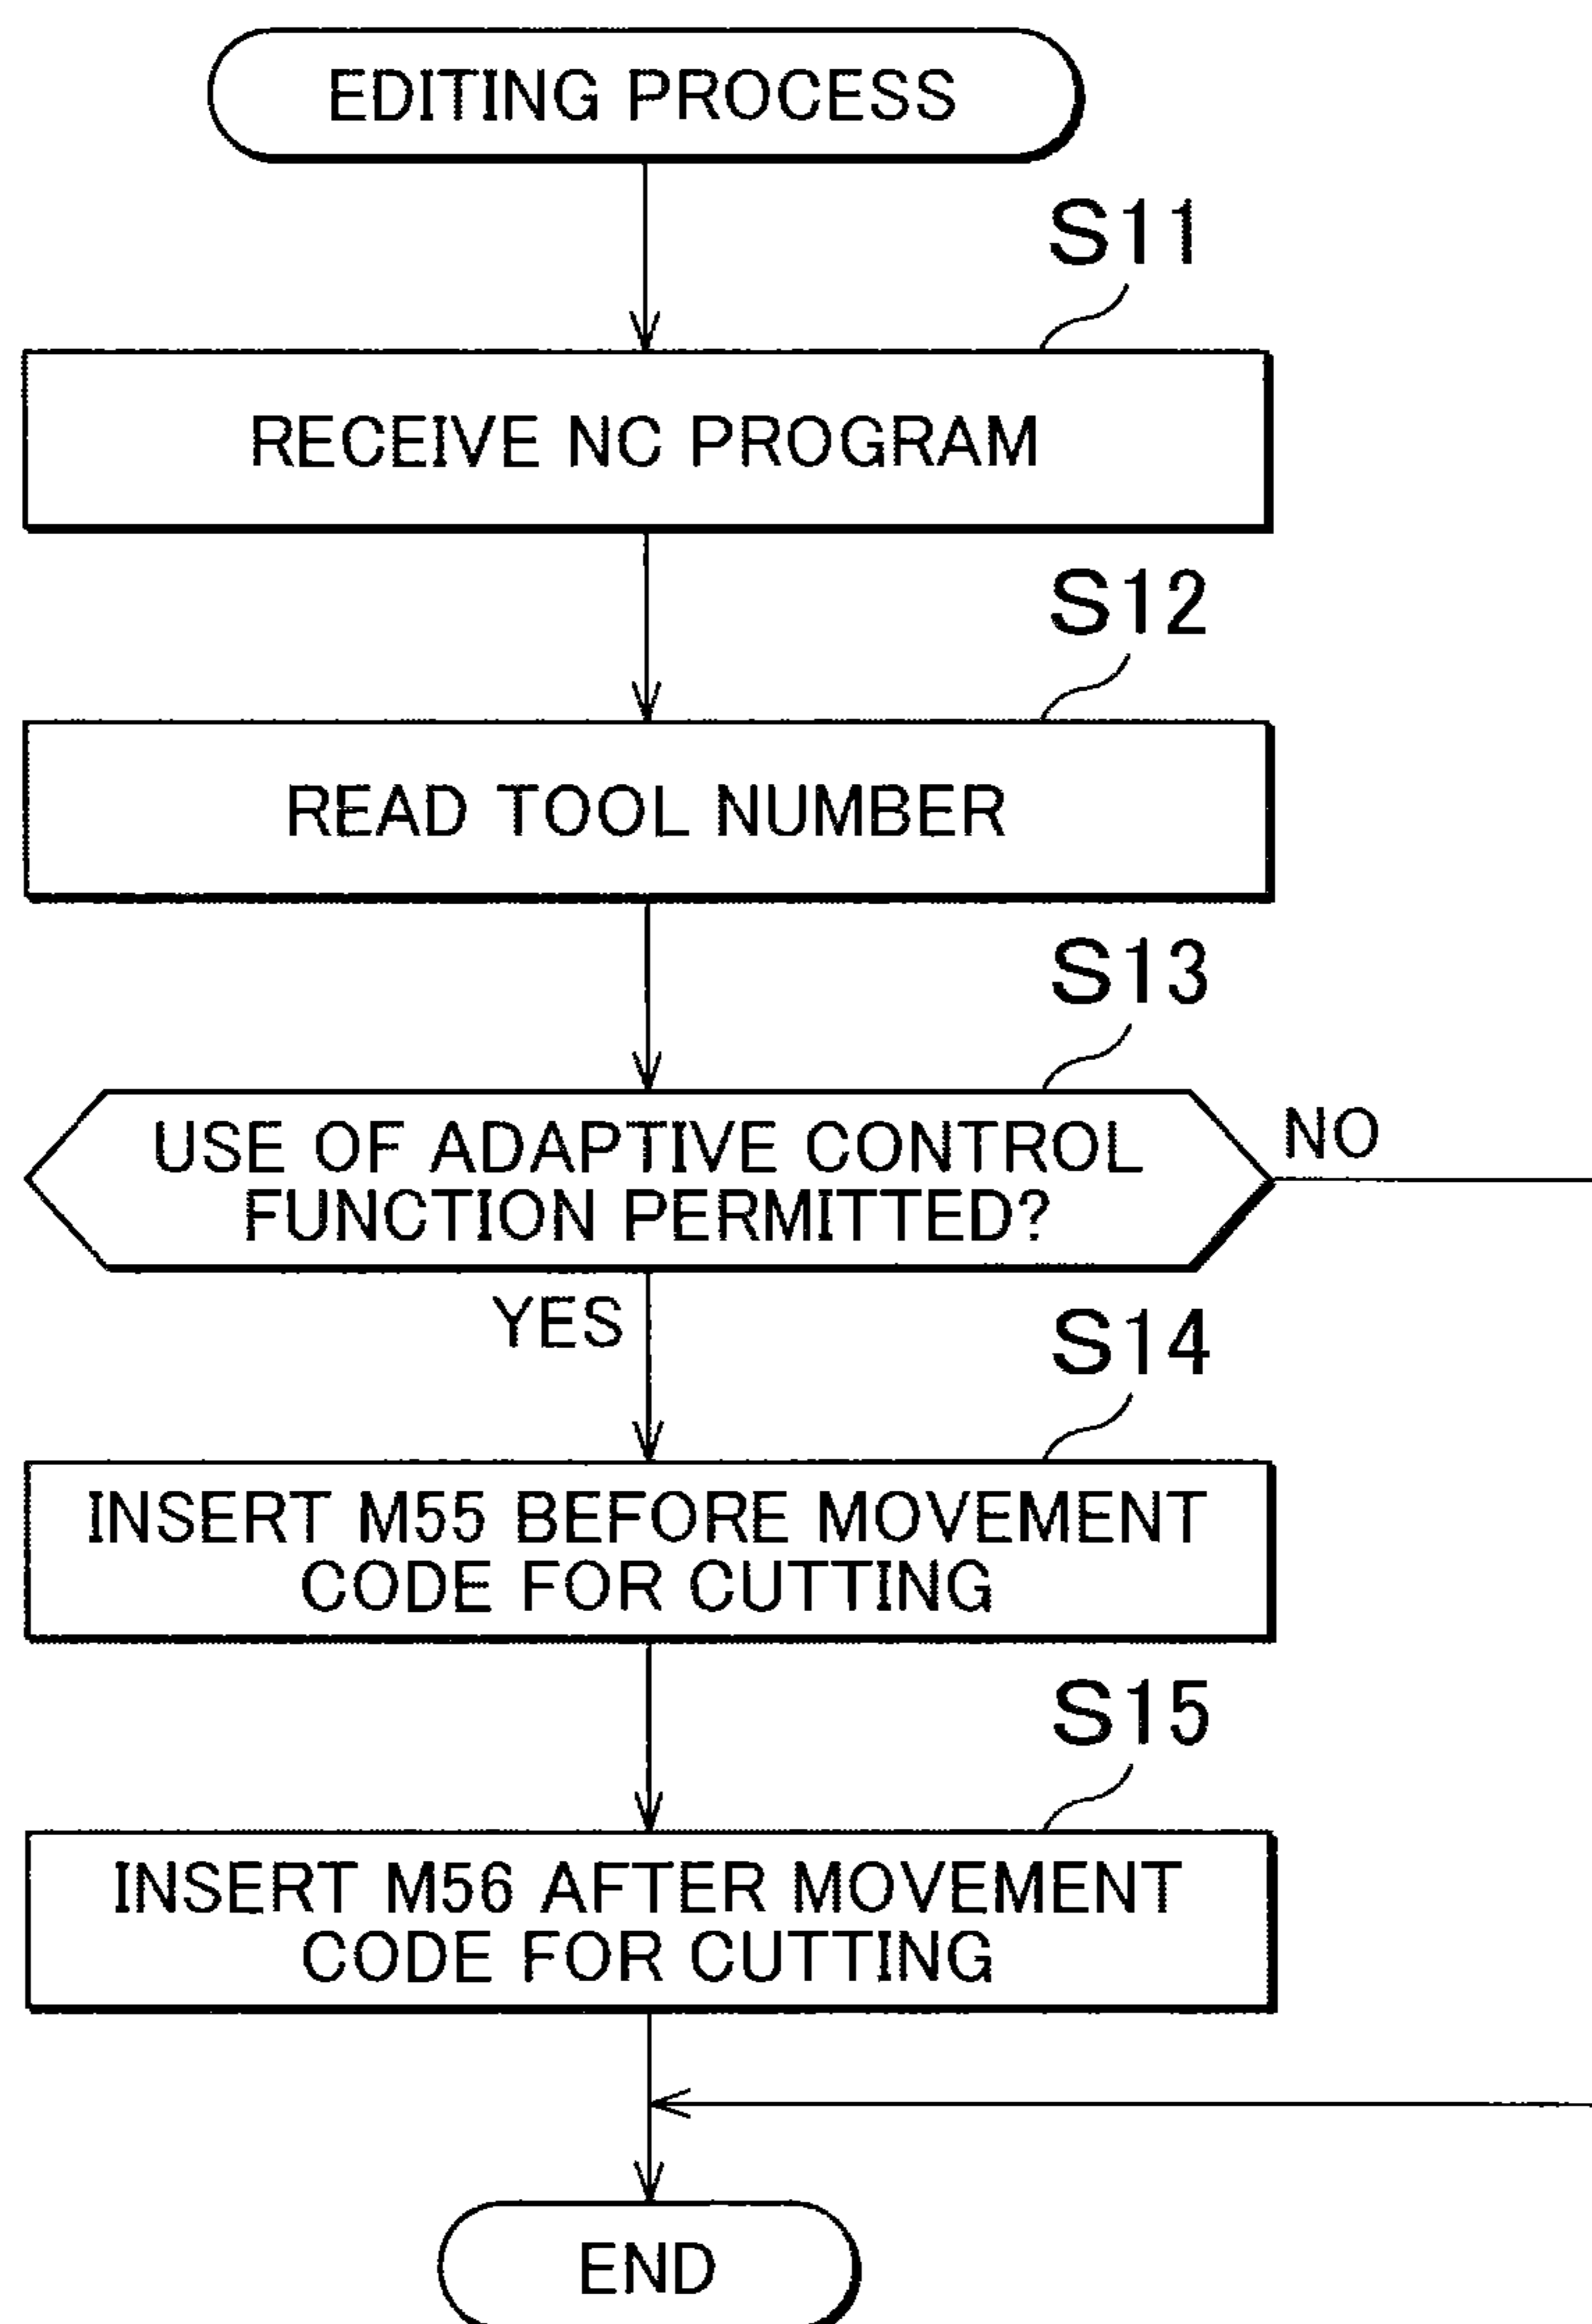 EDITING PROCESS
S11
RECEIVE NC PROGRAM
S12
READ TOOL NUMBER
S13
USE OF ADAPTIVE CONTROL
FUNCTION PERMITTED?
NO
YES
S14
INSERT M55 BEFORE MOVEMENT
CODE FOR CUTTING
S15
INSERT M56 AFTER MOVEMENT
CODE FOR CUTTING
END